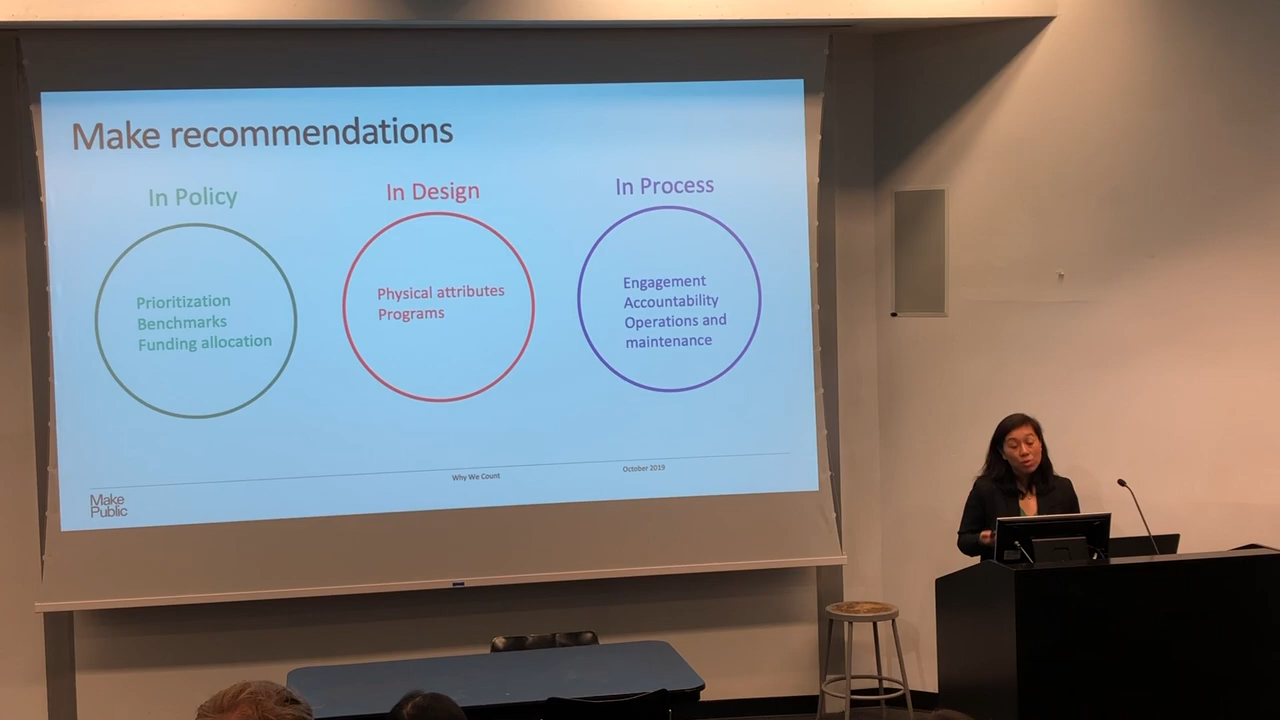 Make recommendations
In Policy
Prioritization
Benchmarks
Funding allocation
In Design
Physical attributes
Programs
In Process
Engagement
Accountability
Operations and
maintenance
Make
Public
Why We Count
October 2019